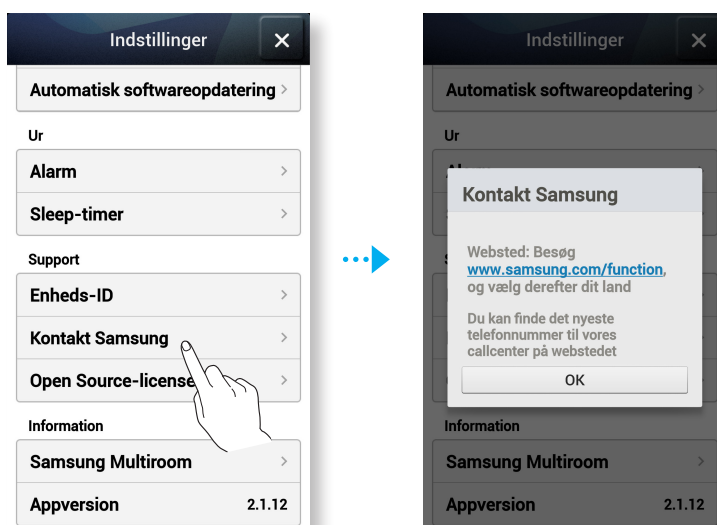 Indstillinger
Automatisk softwareopdatering
Ur
Alarm
Sleep-timer
Support
Enheds-ID
Kontakt Samsung
Open Source-license
Information
Samsung Multiroom
Appversion 2.1.12
Indstillinger
Automatisk softwareopdatering
Ur
Kontakt Samsung
Websted: Besøg
www.samsung.com/function,
og vælg derefter dit land
Du kan finde det nyeste
telefonnummer til vores
callcenter på webstedet
OK
Information
Samsung Multiroom
Appversion 2.1.12